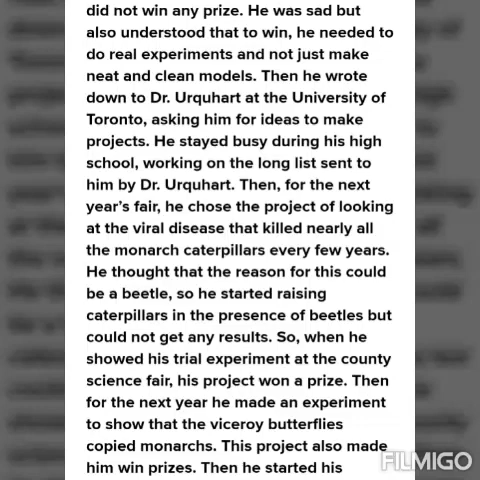 did not win any prize. He was sad but
also understood that to win, he needed to
do real experiments and not just make
neat and clean models. Then he wrote
down to Dr. Urquhart at the University of
Toronto, asking him for ideas to make
projects. He stayed busy during his high
school, working on the long list sent to
him by Dr. Urquhart. Then, for the next
year's fair, he chose the project of looking
at the viral disease that killed nearly all
the monarch caterpillars every few years.
He thought that the reason for this could
be a beetle, so he started raising
caterpillars in the presence of beetles but
could not get any results. So, when he
showed his trial experiment at the county
science fair, his project won a prize. Then
for the next year he made an experiment
to show that the viceroy butterflies
copied monarchs. This project also made
him win prizes. Then he started his
FILMIGO